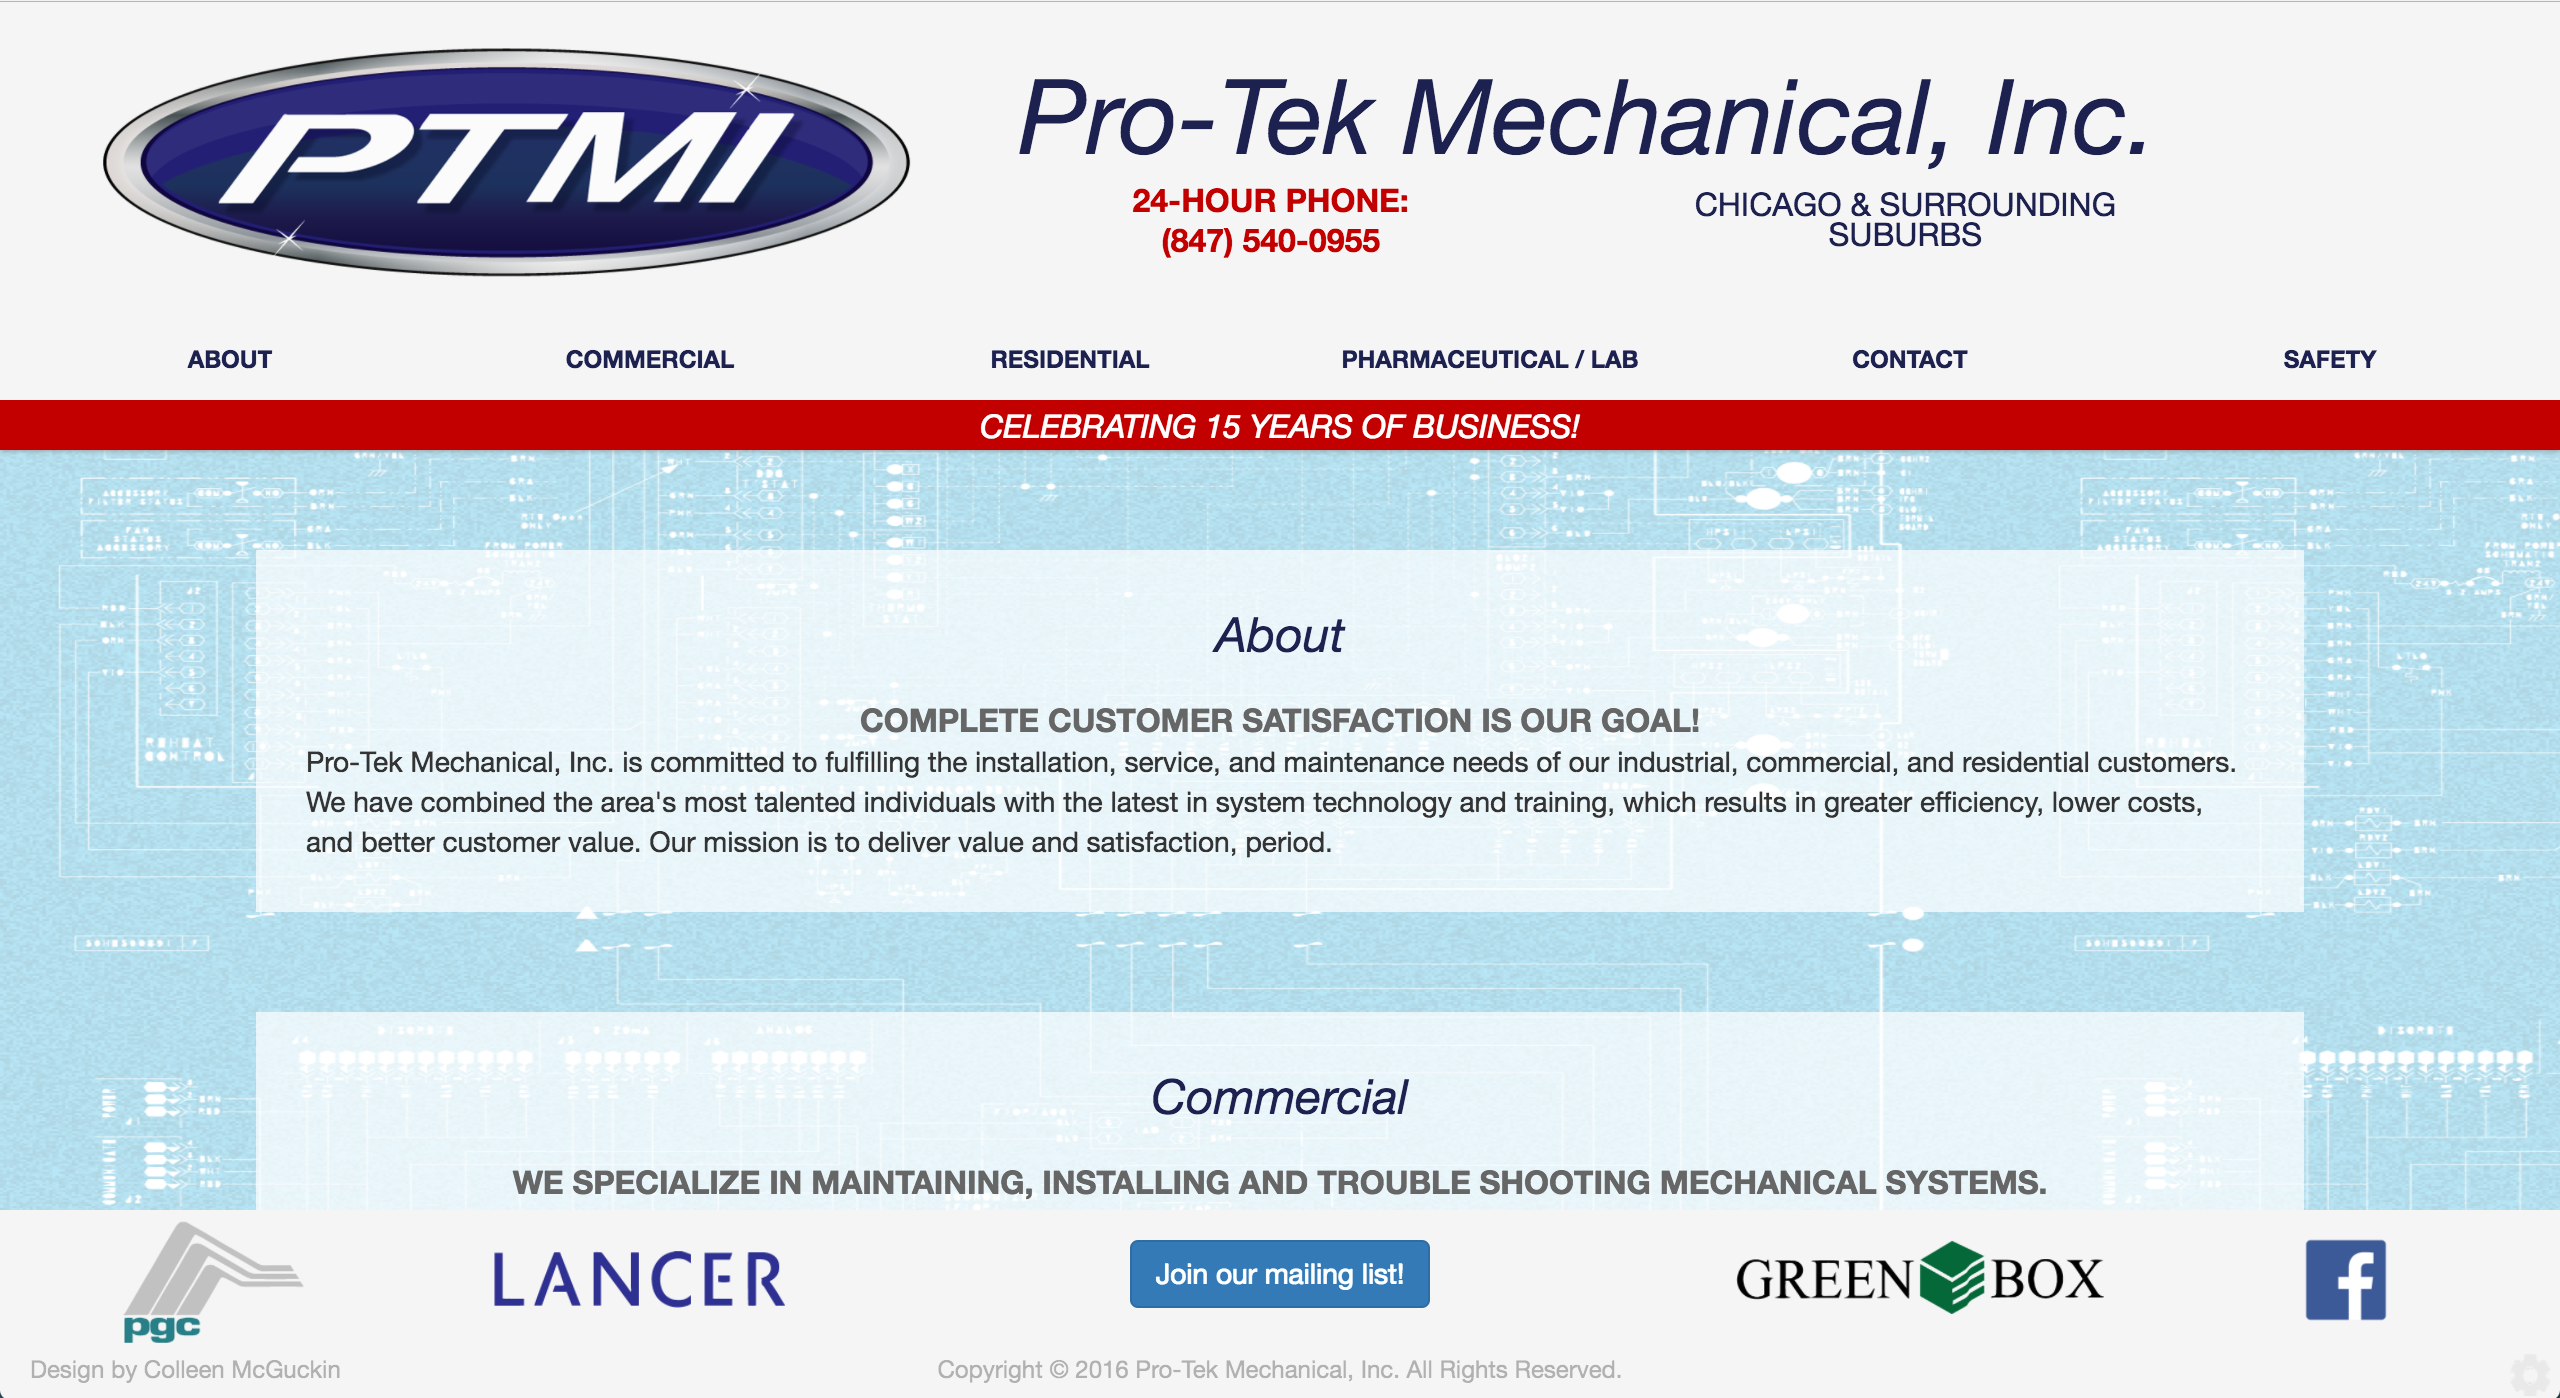 PTMI
Pro-Tek Mechanical, Inc.
24-HOUR PHONE:
(847) 540-0955
CHICAGO & SURROUNDING
SUBURBS
ABOUT COMMERCIAL RESIDENTIAL PHARMACEUTICAL / LAB CONTACT SAFETY
CELEBRATING 15 YEARS OF BUSINESS!
About
COMPLETE CUSTOMER SATISFACTION IS OUR GOAL!
Pro-Tek Mechanical, Inc. is committed to fulfilling the installation, service, and maintenance needs of our industrial, commercial, and residential customers.
We have combined the area's most talented individuals with the latest in system technology and training, which results in greater efficiency, lower costs,
and better customer value. Our mission is to deliver value and satisfaction, period.
REHEAT
CONTROL
DISCRETE
ANALOG
Commercial
WE SPECIALIZE IN MAINTAINING, INSTALLING AND TROUBLE SHOOTING MECHANICAL SYSTEMS.
pgc
LANCER
Join our mailing list!
GREEN BOX
f
Design by Colleen McGuckin
Copyright © 2016 Pro-Tek Mechanical, Inc. All Rights Reserved.